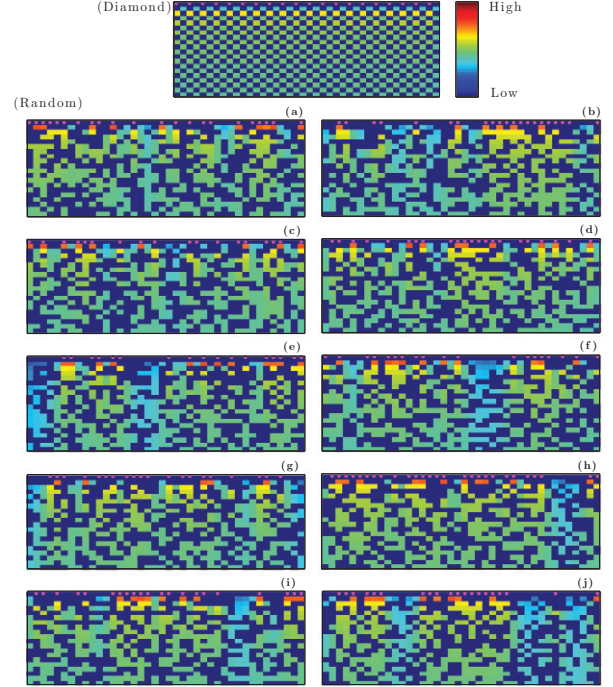 (Diamond)
High
Low
(Random)
(a)
(b)
(c)
(d)
(e)
(f)
(g)
(h)
(i)
(j)